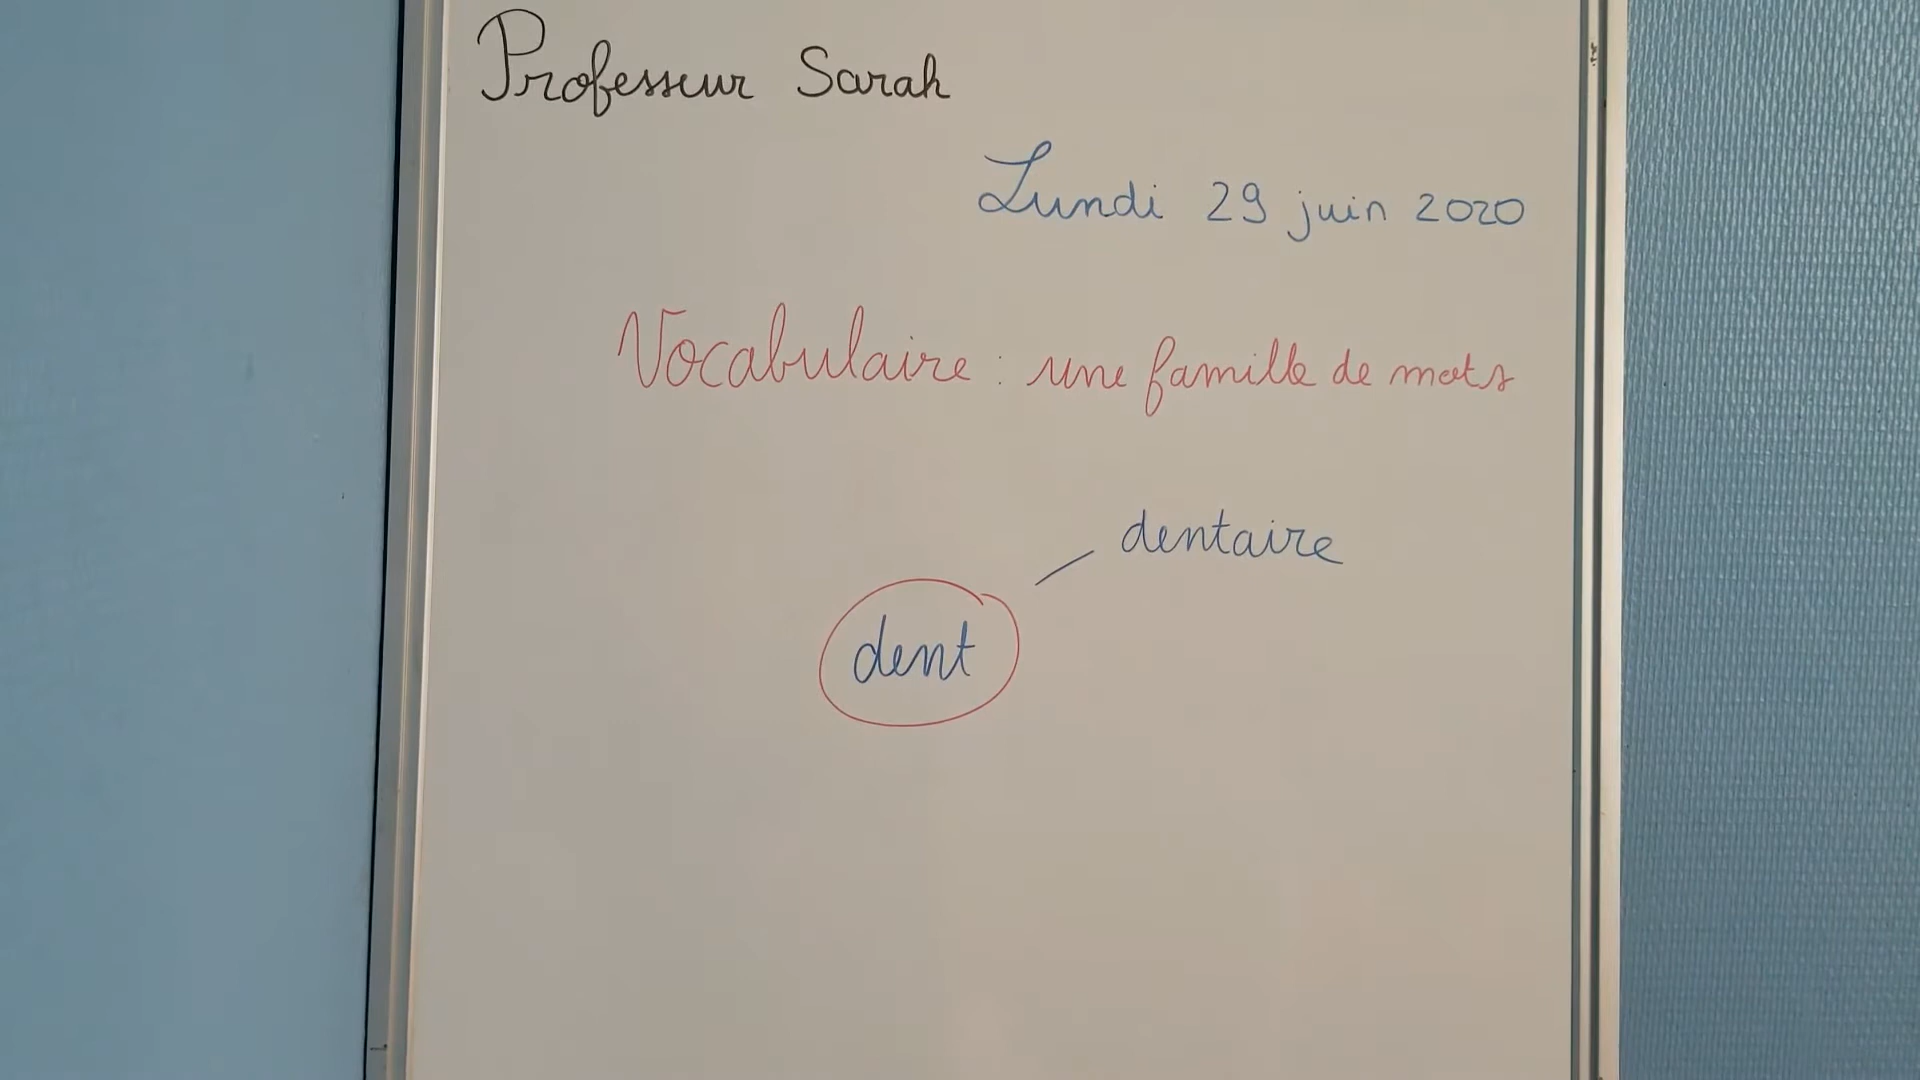 Professeur Sarah
Lundi 29 juin 2020
Vocabulaire : une famille de mots
dentaire
dent